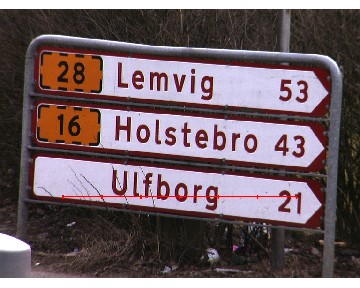 28 Lemvig 53
16 Holstebro 43
Ulfborg 21